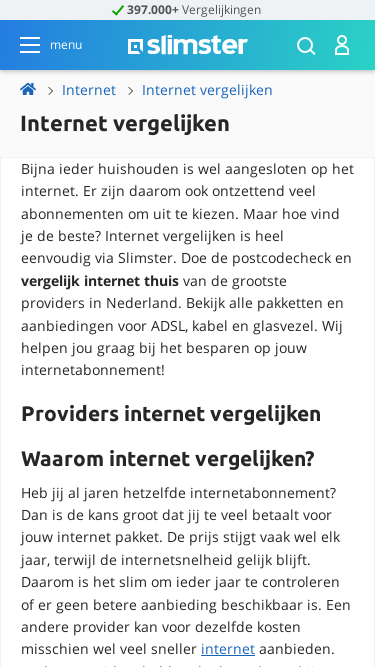 397.000+ Vergelijkingen
menu
slimster
Internet
Internet vergelijken
Internet vergelijken
Bijna ieder huishouden is wel aangesloten op het
internet. Er zijn daarom ook ontzettend veel
abonnementen om uit te kiezen. Maar hoe vind
je de beste? Internet vergelijken is heel
eenvoudig via Slimster. Doe de postcodecheck en
vergelijk internet thuis van de grootste
providers in Nederland. Bekijk alle pakketten en
aanbiedingen voor ADSL, kabel en glasvezel. Wij
helpen jou graag bij het besparen op jouw
internetabonnement!
Providers internet vergelijken
Waarom internet vergelijken?
Heb jij al jaren hetzelfde internetabonnement?
Dan is de kans groot dat jij te veel betaalt voor
jouw internet pakket. De prijs stijgt vaak wel elk
jaar, terwijl de internetsnelheid gelijk blijft.
Daarom is het slim om ieder jaar te controleren
of er geen betere aanbieding beschikbaar is. Een
andere provider kan voor dezelfde kosten
misschien wel veel sneller internet aanbieden.